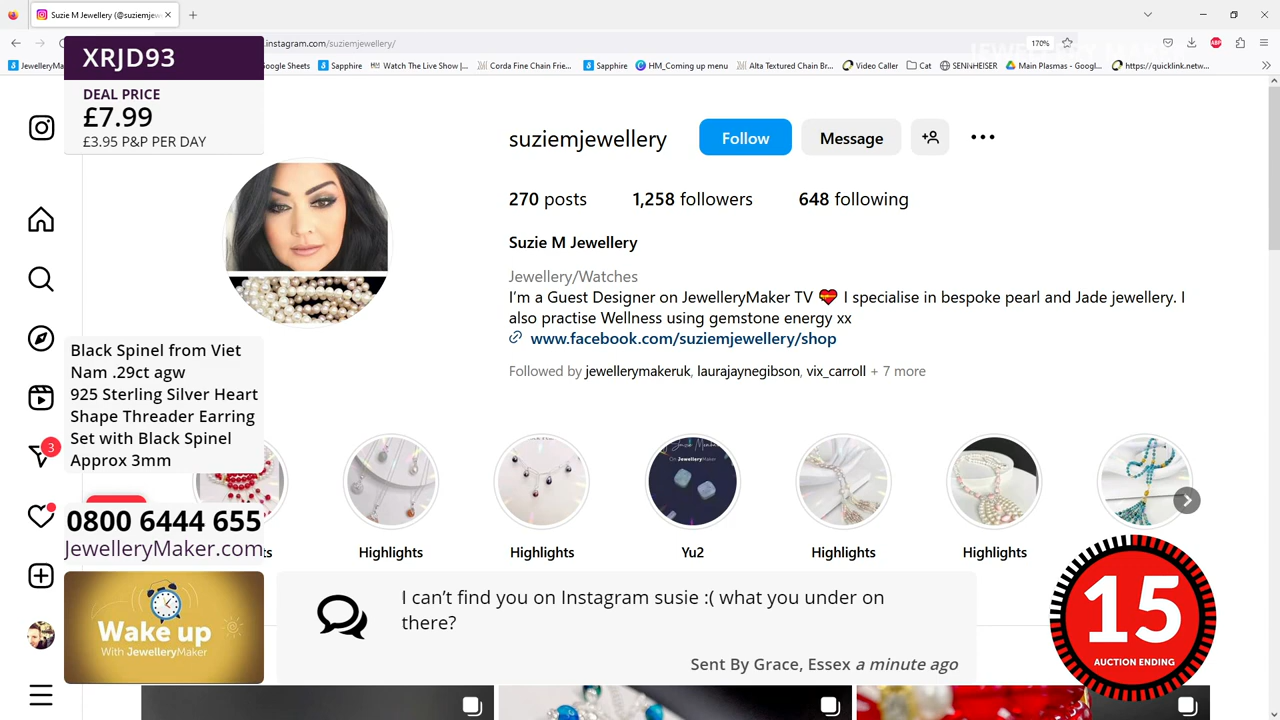 Suzie M Jewellery (@suziemjew
instagram.com/suziemjewellery/
170%
JewelleryMa
ogle Sheets
Sapphire
Watch The Live Show |...
Corda Fine Chain Frie...
Sapphire
HM_Coming up menu
Alta Textured Chain Br...
Video Caller
Cat
SENNHEISER
Main Plasmas - Googl...
https://quicklink.netw...
XRJD93
DEAL PRICE
£7.99
£3.95 P&P PER DAY
suziemjewellery
Follow
Message
270 posts
1,258 followers
648 following
Suzie M Jewellery
Jewellery/Watches
I'm a Guest Designer on JewelleryMaker TV 💝 I specialise in bespoke pearl and Jade jewellery. I
also practise Wellness using gemstone energy xx
www.facebook.com/suziemjewellery/shop
Followed by jewellerymakeruk, laurajaynegibson, vix_carroll + 7 more
Black Spinel from Viet
Nam .29ct agw
925 Sterling Silver Heart
Shape Threader Earring
Set with Black Spinel
Approx 3mm
3
Highlights
Highlights
Yu2
Highlights
Highlights
0800 6444 655
JewelleryMaker.com
Wake up
With JewelleryMaker
I can't find you on Instagram susie :( what you under on
there?
Sent By Grace, Essex a minute ago
15
AUCTION ENDING